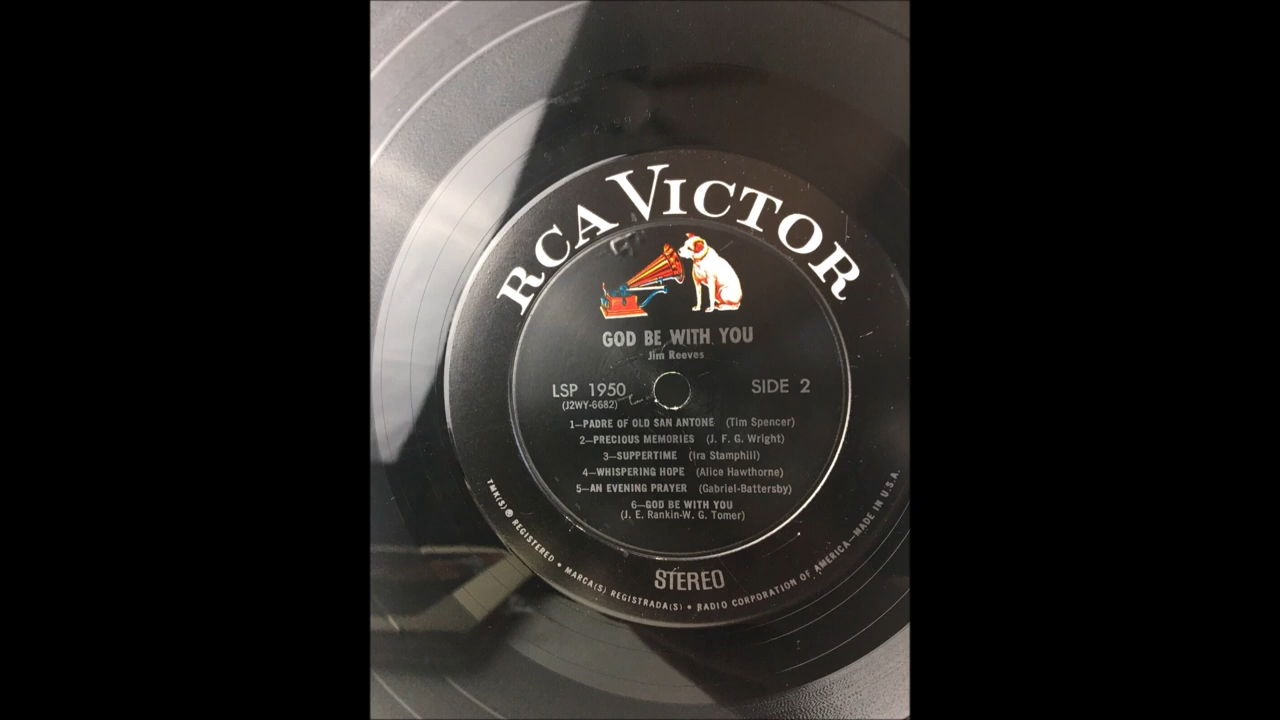 RCA VICTOR
GOD BE WITH YOU
Jim Reeves
LSP 1950
SIDE 2
(J2WY-6682)
1—PADRE OF OLD SAN ANTONE (Tim Spencer)
2—PRECIOUS MEMORIES (J. F. G. Wright)
3—SUPPERTIME (Ira Stamphill)
4—WHISPERING HOPE (Alice Hawthorne)
5—AN EVENING PRAYER (Gabriel-Battersby)
6—GOD BE WITH YOU
(J. E. Rankin-W. G. Tomer)
STEREO
TMK(S) ® REGISTERED • MARCA(S) REGISTRADA(S) • RADIO CORPORATION OF AMERICA—MADE IN U.S.A.